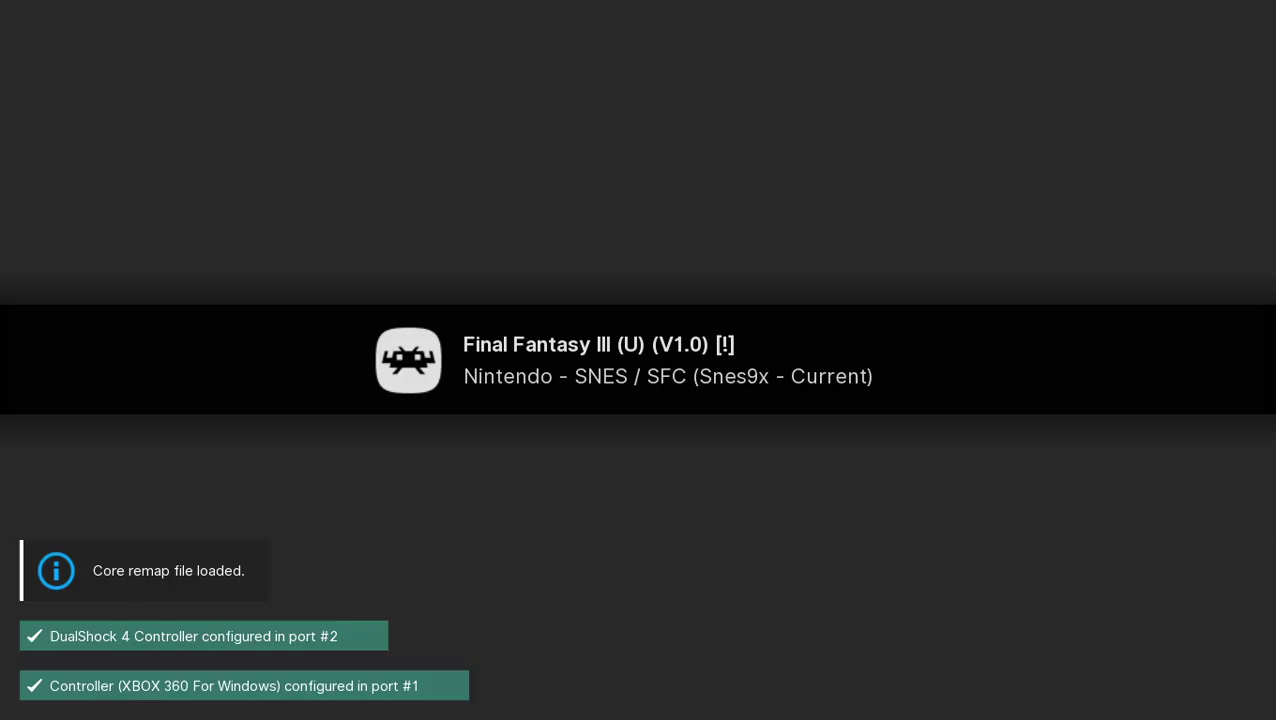 Final Fantasy III (U) (V1.0) [!]
Nintendo - SNES / SFC (Snes9x - Current)
Core remap file loaded.
DualShock 4 Controller configured in port #2
Controller (XBOX 360 For Windows) configured in port #1